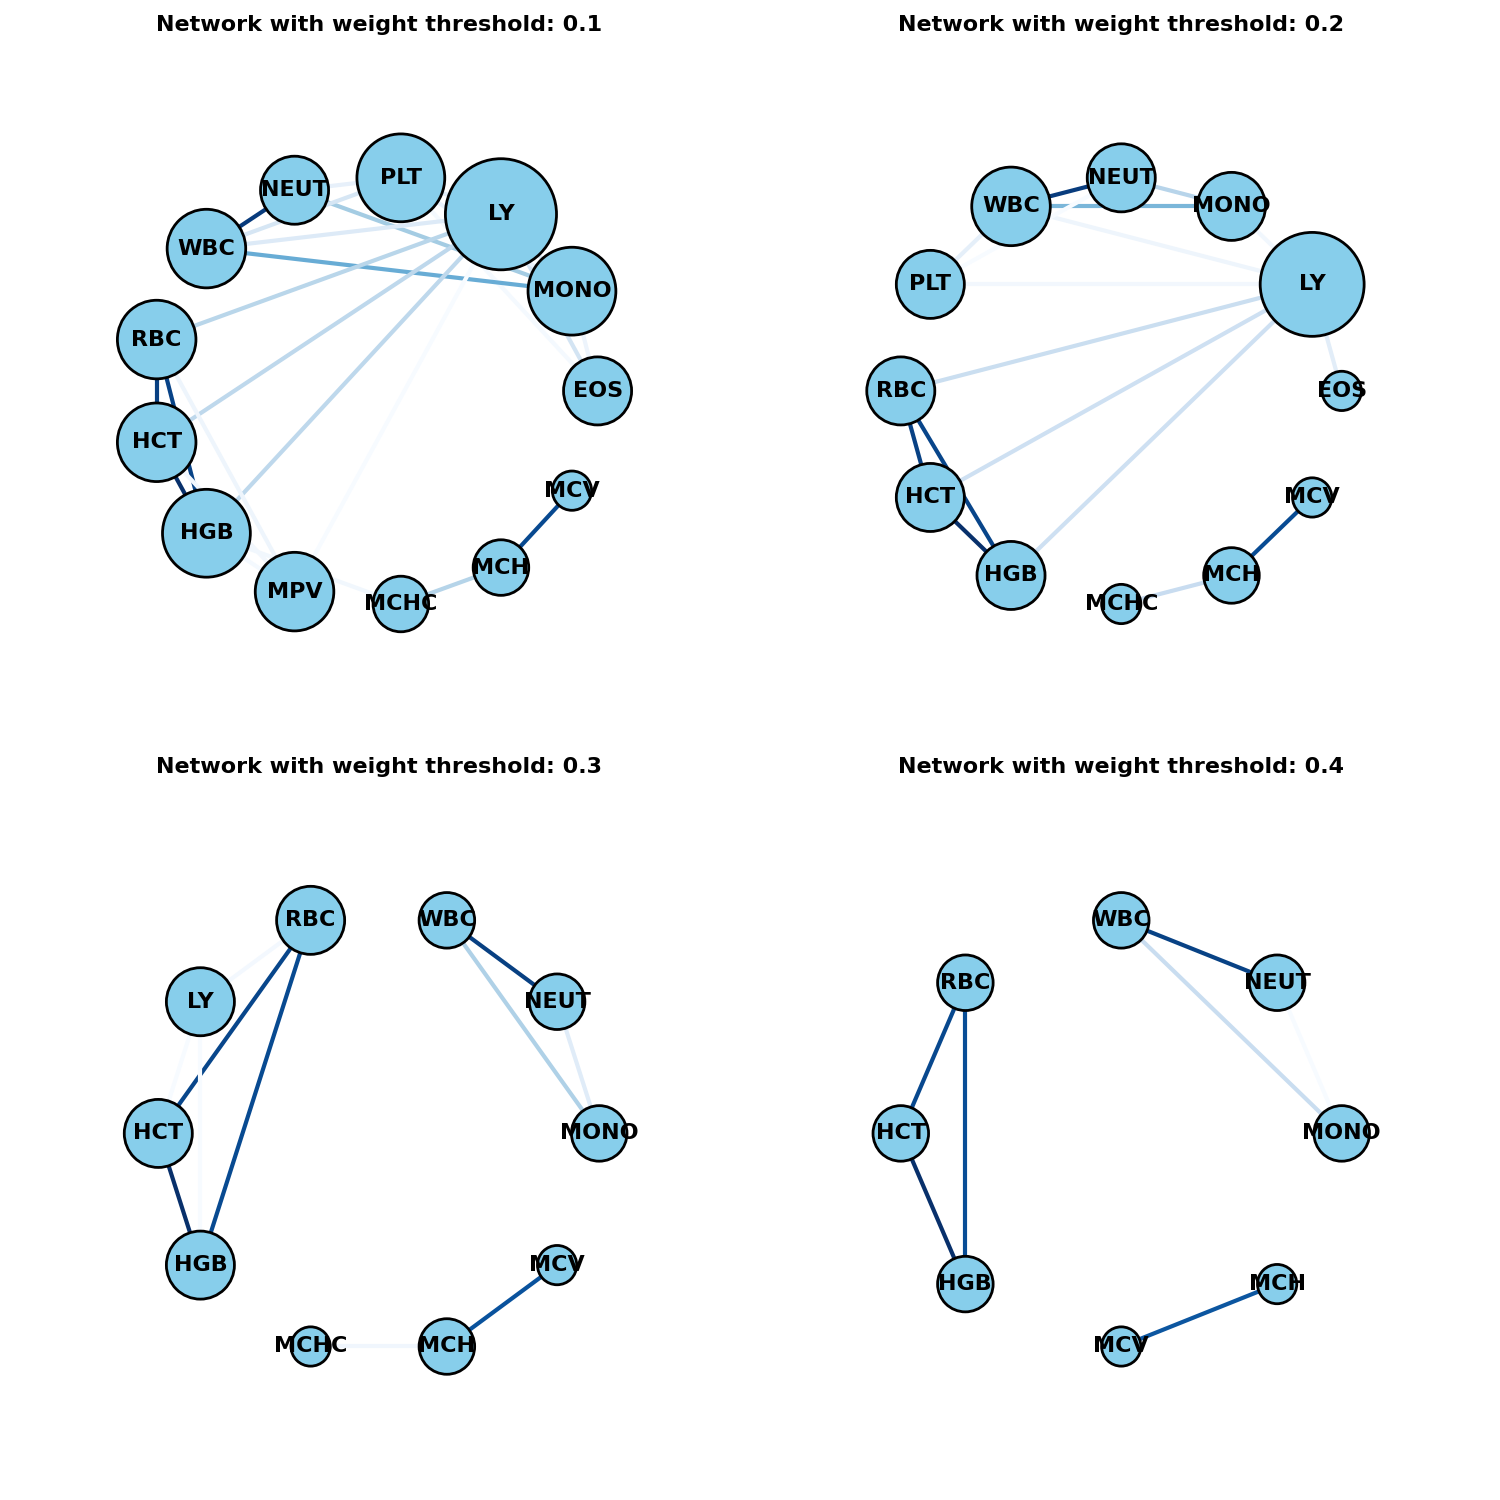 Network with weight threshold: 0.1
PLT
NEUT
LY
WBC
MONO
RBC
EOS
HCT
MCV
HGB
MCH
MPV
MCHC
Network with weight threshold: 0.2
NEUT
WBC
MONO
PLT
LY
RBC
EOS
HCT
MCV
HGB
MCH
MCHC
Network with weight threshold: 0.3
RBC
WBC
LY
NEUT
HCT
MONO
HGB
MCV
MCHC
MCH
Network with weight threshold: 0.4
WBC
RBC
NEUT
HCT
MONO
HGB
MCH
MCV